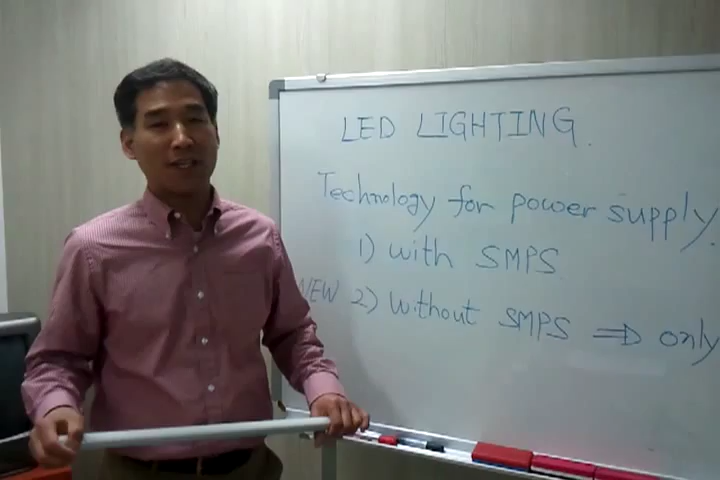 LED LIGHTING.
Technology for power supply.
1) with SMPS
NEW 2) Without SMPS ⇒ only